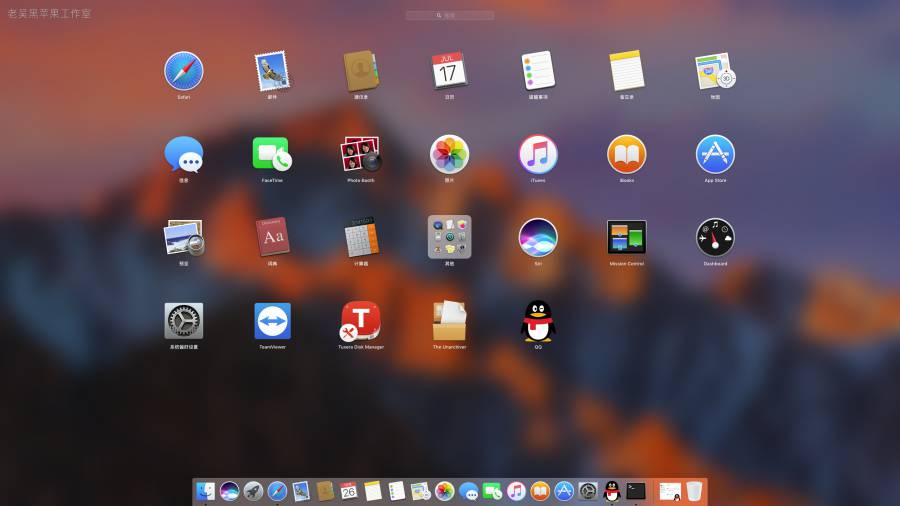 老吴黑苹果工作室
搜索
JUL
17
3D
Safari
邮件
通讯录
日历
提醒事项
备忘录
地图
信息
FaceTime
Photo Booth
照片
iTunes
iBooks
App Store
Aa
预览
词典
计算器
其他
Siri
Mission Control
Dashboard
T
系统偏好设置
TeamViewer
Tuxera Disk Manager
The Unarchiver
QQ
26